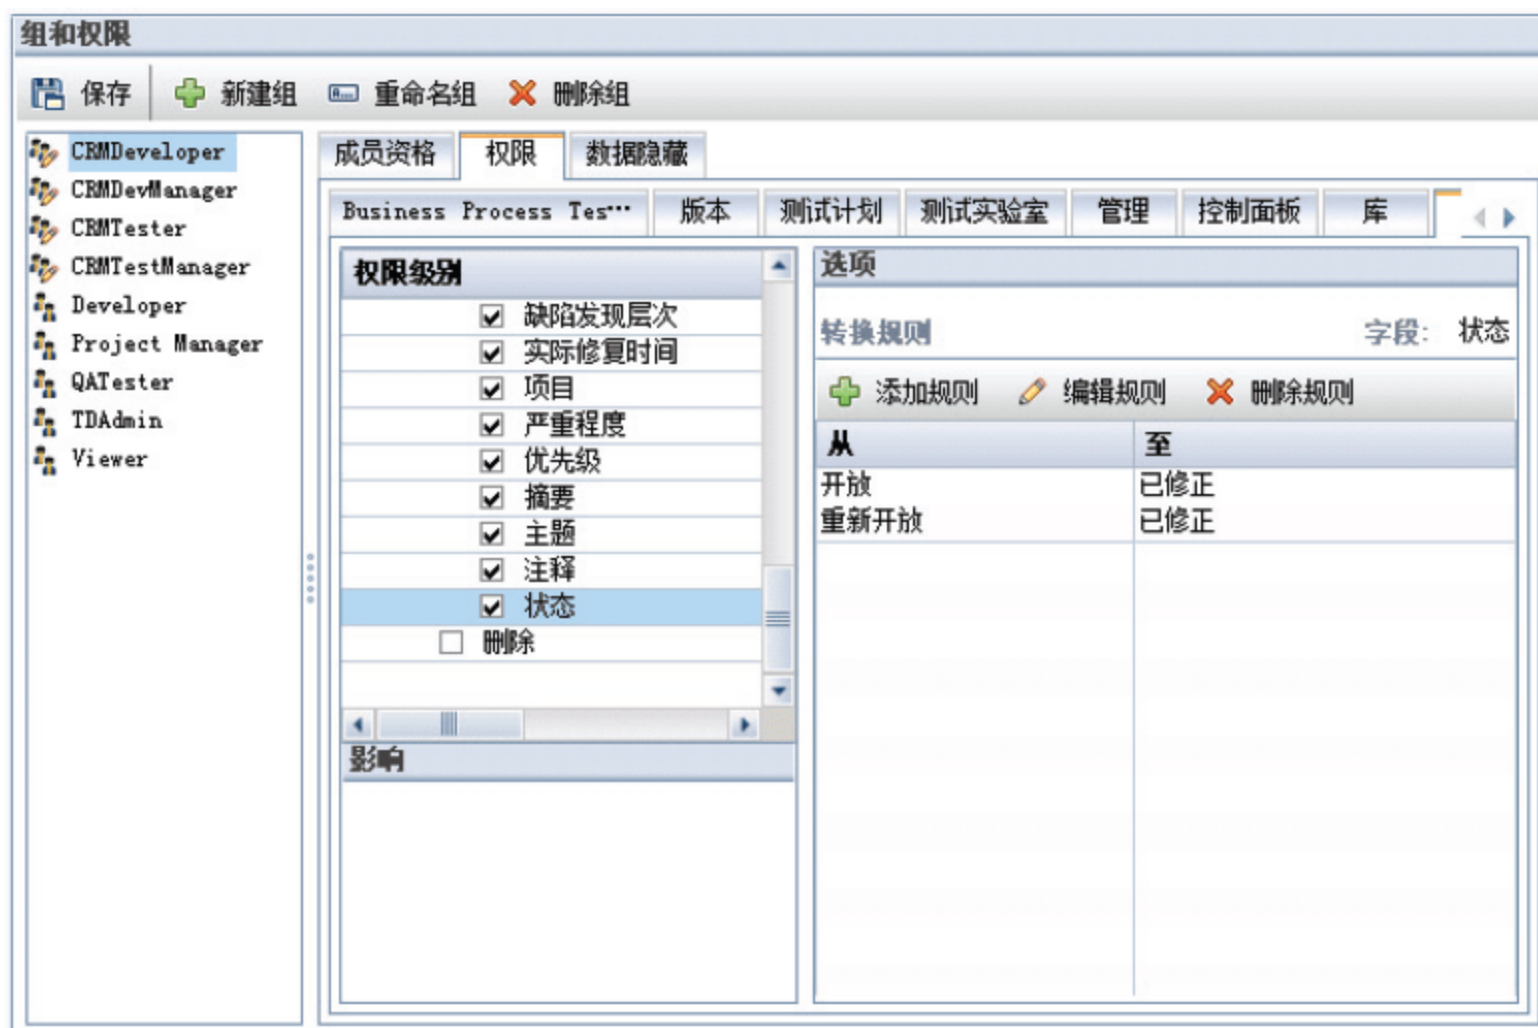 组和权限
保存 新建组 重命名组 删除组
CRMDeveloper
CRMDevManager
CRMTester
CRMTestManager
Developer
Project Manager
QATester
TDAdmin
Viewer
成员资格 权限 数据隐藏
Business Process Tes… 版本 测试计划 测试实验室 管理 控制面板 库
权限级别
缺陷发现层次
实际修复时间
项目
严重程度
优先级
摘要
主题
注释
状态
删除
影响
选项
转换规则 字段: 状态
添加规则 编辑规则 删除规则
从 至
开放 已修正
重新开放 已修正